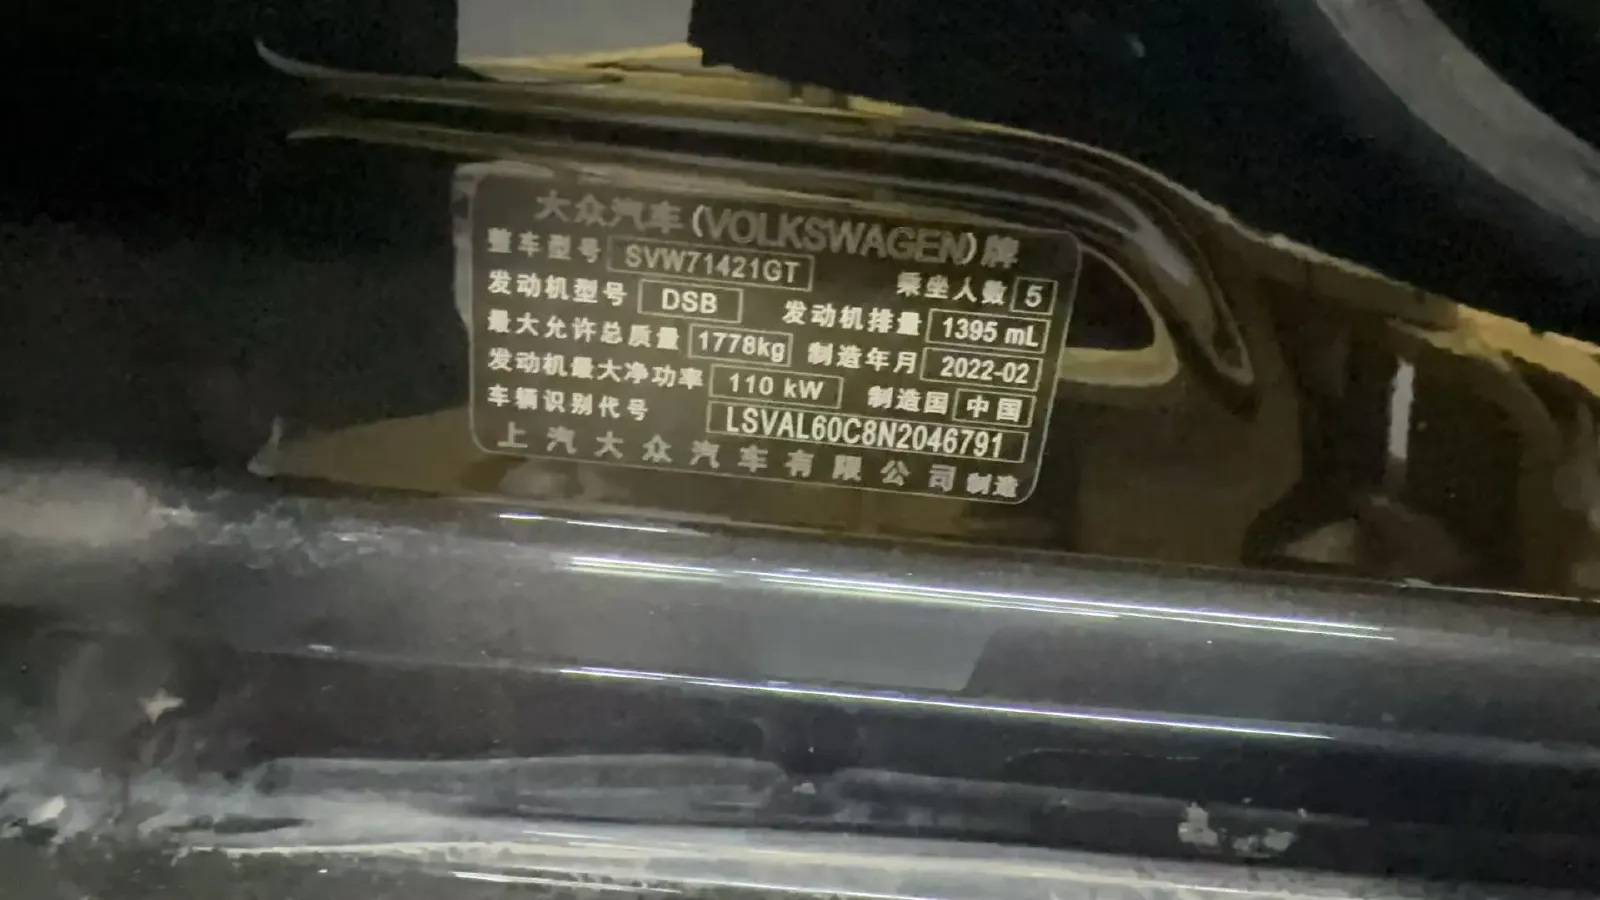 大众汽车(VOLKSWAGEN)牌
整车型号 SVW71421GT 乘坐人数 5
发动机型号 DSB 发动机排量 1395 mL
最大允许总质量 1778kg 制造年月 2022-02
发动机最大净功率 110 kW 制造国 中国
车辆识别代号 LSVAL60C8N2046791
上汽大众汽车有限公司 制造